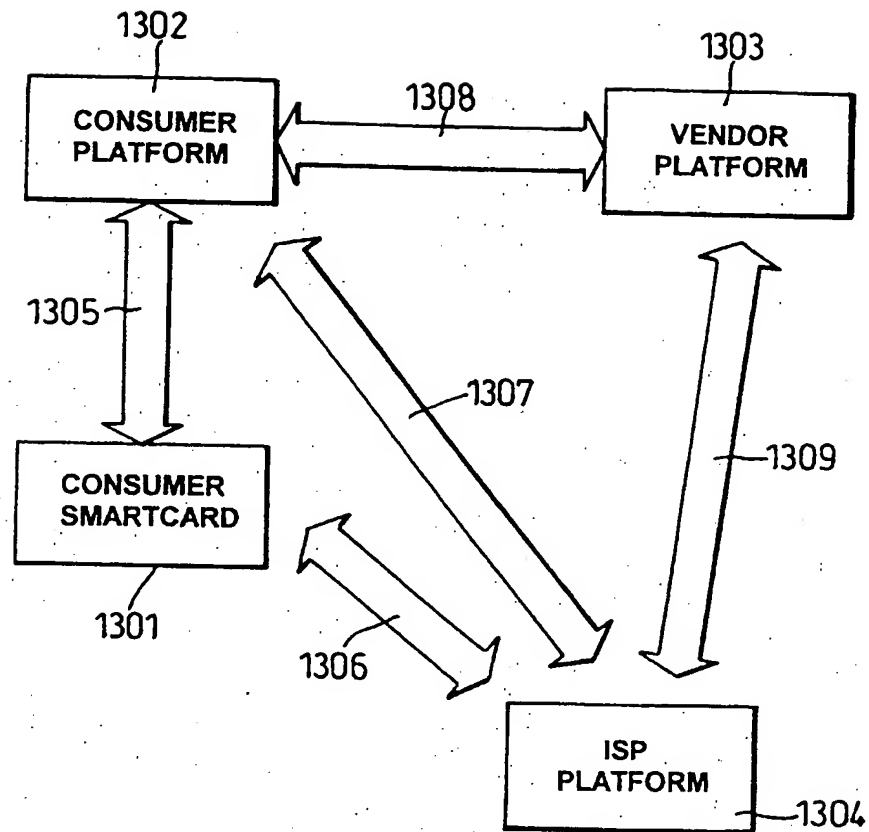 1302
1303
CONSUMER
PLATFORM
1308
VENDOR
PLATFORM
1305
1307
1309
CONSUMER
SMARTCARD
1301
1306
ISP
PLATFORM
1304